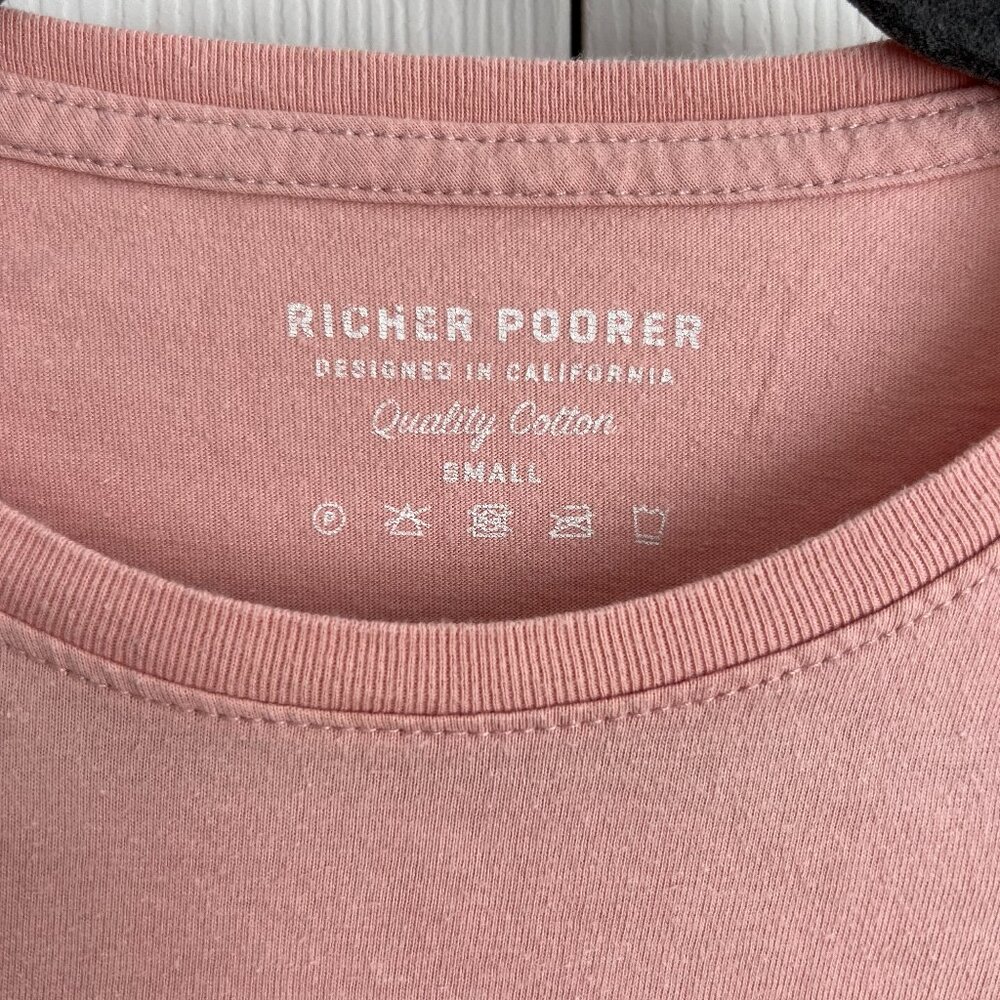 RICHER POORER
DESIGNED IN CALIFORNIA
Quality Cotton
SMALL
P